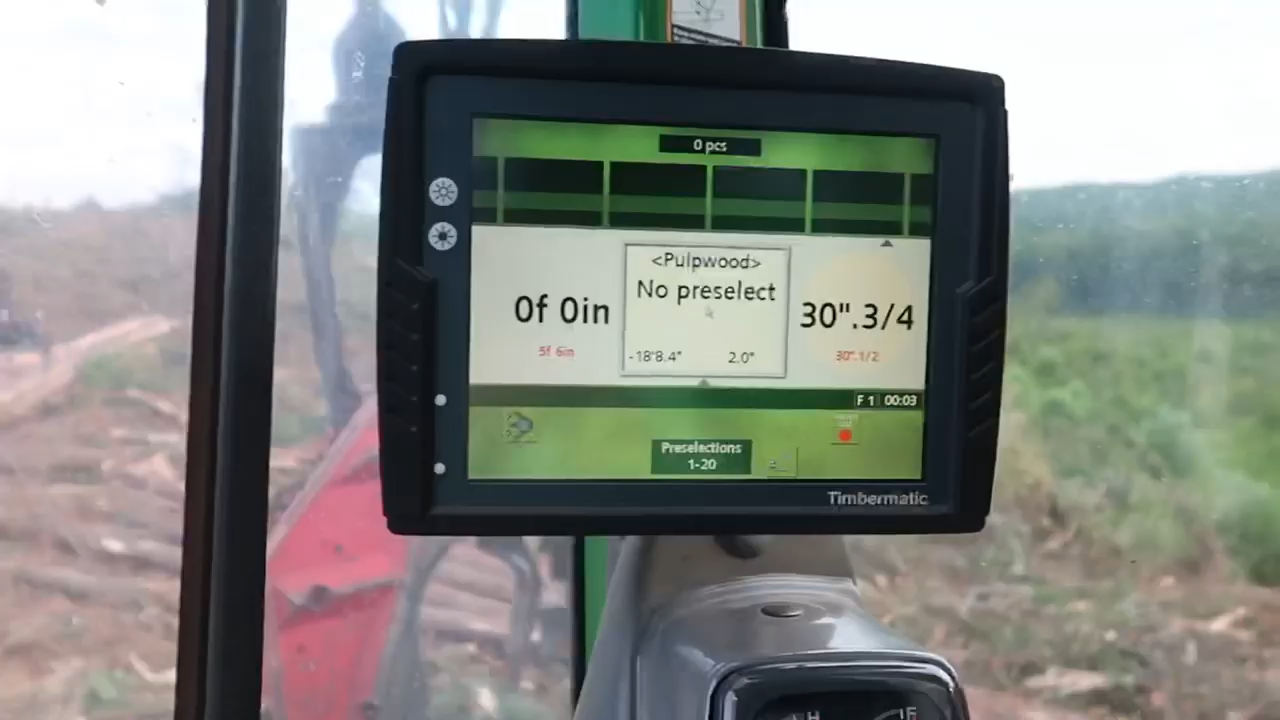 0 pcs
<Pulpwood>
No preselect
0f 0in
30".3/4
5f 6in
-18'8.4"
2.0"
30".1/2
F 1 00:03
Preselections
1-20
Timbermatic
H
F